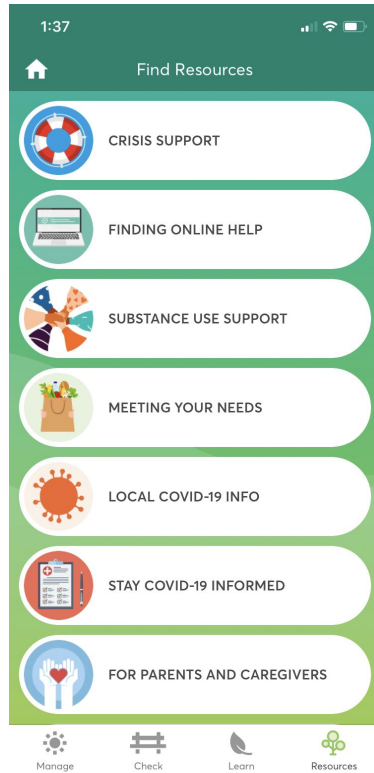 1:37
Find Resources
CRISIS SUPPORT
FINDING ONLINE HELP
SUBSTANCE USE SUPPORT
MEETING YOUR NEEDS
LOCAL COVID-19 INFO
STAY COVID-19 INFORMED
FOR PARENTS AND CAREGIVERS
Manage Check Learn Resources